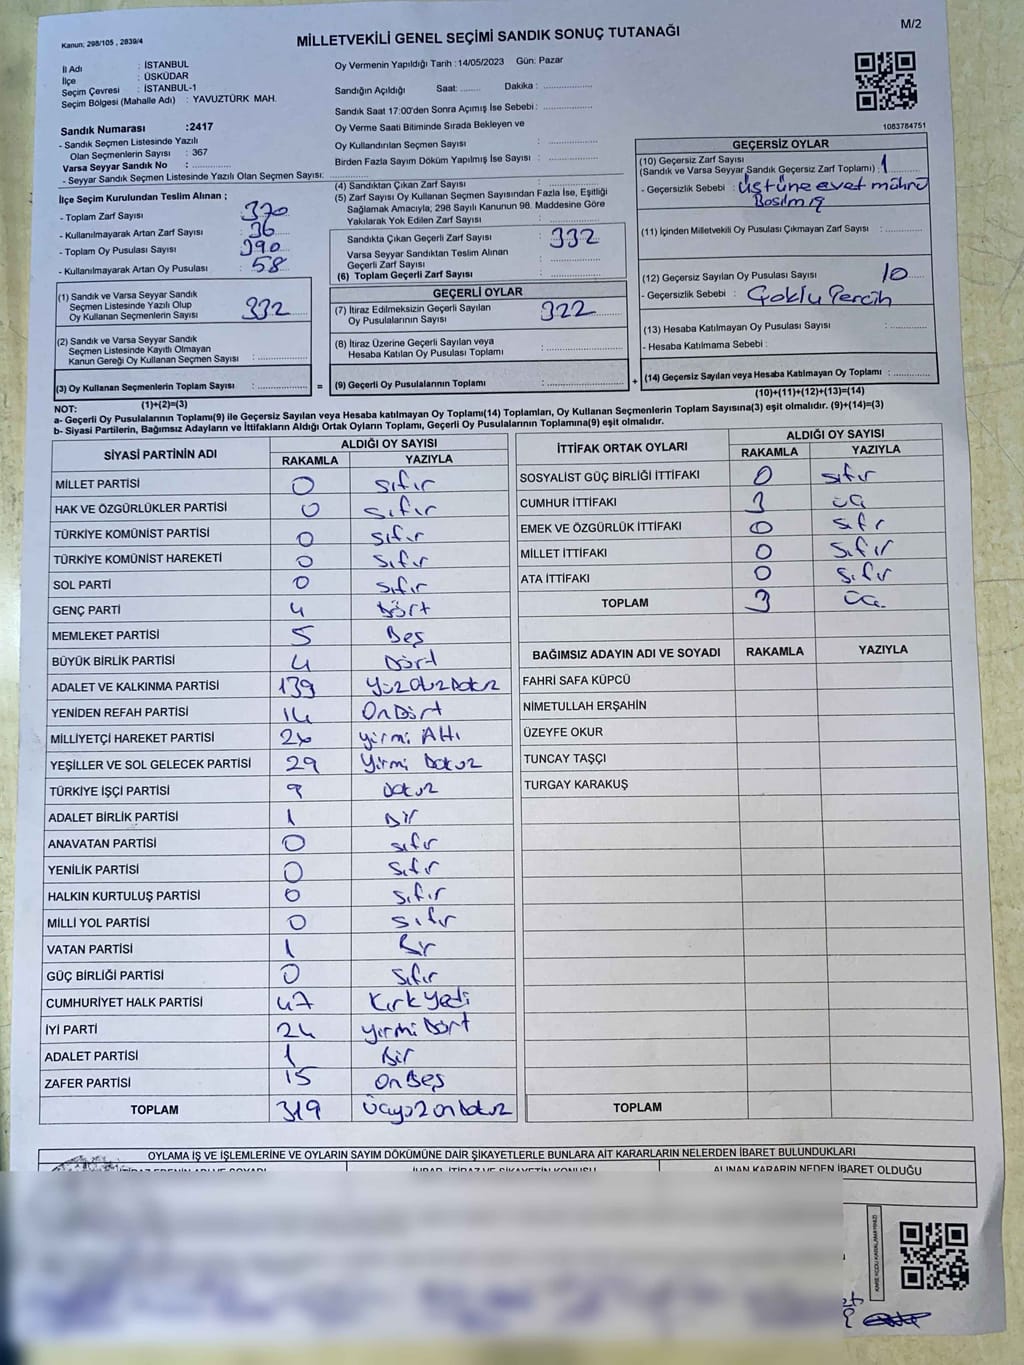 M/2
Kanun; 298/105 , 2839/4
MİLLETVEKİLİ GENEL SEÇİMİ SANDIK SONUÇ TUTANAĞI
İl Adı : İSTANBUL
İlçe : ÜSKÜDAR
Seçim Çevresi : İSTANBUL-1
Seçim Bölgesi (Mahalle Adı) : YAVUZTÜRK MAH.
Sandık Numarası :2417
- Sandık Seçmen Listesinde Yazılı
Olan Seçmenlerin Sayısı : 367
Varsa Seyyar Sandık No : ..............
- Seyyar Sandık Seçmen Listesinde Yazılı Olan Seçmen Sayısı: ..............
Oy Vermenin Yapıldığı Tarih :14/05/2023 Gün: Pazar
Sandığın Açıldığı Saat: ........ Dakika : ..............
Sandık Saat 17:00'den Sonra Açımış İse Sebebi: ..............
Oy Verme Saati Bitiminde Sırada Bekleyen ve
Oy Kullandırılan Seçmen Sayısı : ..............
Birden Fazla Sayım Döküm Yapılmış İse Sayısı : ..............
1083784751
İlçe Seçim Kurulundan Teslim Alınan ;
- Toplam Zarf Sayısı : 370
- Kullanılmayarak Artan Zarf Sayısı : 36
- Toplam Oy Pusulası Sayısı : 390
- Kullanılmayarak Artan Oy Pusulası : 58
(1) Sandık ve Varsa Seyyar Sandık
Seçmen Listesinde Yazılı Olup
Oy Kullanan Seçmenlerin Sayısı : 332
(2) Sandık ve Varsa Seyyar Sandık
Seçmen Listesinde Kayıtlı Olmayan
Kanun Gereği Oy Kullanan Seçmen Sayısı : ..............
(3) Oy Kullanan Seçmenlerin Toplam Sayısı : ..............
(1)+(2)=(3)
(4) Sandıktan Çıkan Zarf Sayısı : ..............
(5) Zarf Sayısı Oy Kullanan Seçmen Sayısından Fazla İse, Eşitliği
Sağlamak Amacıyla; 298 Sayılı Kanunun 98. Maddesine Göre
Yakılarak Yok Edilen Zarf Sayısı : ..............
Sandıkta Çıkan Geçerli Zarf Sayısı : 332
Varsa Seyyar Sandıktan Teslim Alınan
Geçerli Zarf Sayısı : ..............
(6) Toplam Geçerli Zarf Sayısı : ..............
GEÇERLİ OYLAR
(7) İtiraz Edilmeksizin Geçerli Sayılan
Oy Pusulalarının Sayısı : 322
(8) İtiraz Üzerine Geçerli Sayılan veya
Hesaba Katılan Oy Pusulası Toplamı : ..............
= (9) Geçerli Oy Pusulalarının Toplamı : ..............
GEÇERSİZ OYLAR
(10) Geçersiz Zarf Sayısı
(Sandık ve Varsa Seyyar Sandık Geçersiz Zarf Toplamı) : 1
- Geçersizlik Sebebi : Üstüne evet mührü
Basılmış
(11) İçinden Milletvekili Oy Pusulası Çıkmayan Zarf Sayısı : ..............
(12) Geçersiz Sayılan Oy Pusulası Sayısı : 10
- Geçersizlik Sebebi : Çoklu Tercih
(13) Hesaba Katılmayan Oy Pusulası Sayısı : ..............
- Hesaba Katılmama Sebebi :
+ (14) Geçersiz Sayılan veya Hesaba Katılmayan Oy Toplamı : ..............
(10)+(11)+(12)+(13)=(14)
NOT:
a- Geçerli Oy Pusulalarının Toplamı(9) ile Geçersiz Sayılan veya Hesaba katılmayan Oy Toplamı(14) Toplamları, Oy Kullanan Seçmenlerin Toplam Sayısına(3) eşit olmalıdır. (9)+(14)=(3)
b- Siyasi Partilerin, Bağımsız Adayların ve İttifakların Aldığı Ortak Oyların Toplamı, Geçerli Oy Pusulalarının Toplamına(9) eşit olmalıdır.
SİYASİ PARTİNİN ADI ALDIĞI OY SAYISI
RAKAMLA YAZIYLA
MİLLET PARTİSİ 0 sıfır
HAK VE ÖZGÜRLÜKLER PARTİSİ 0 sıfır
TÜRKİYE KOMÜNİST PARTİSİ 0 sıfır
TÜRKİYE KOMÜNİST HAREKETİ 0 sıfır
SOL PARTİ 0 sıfır
GENÇ PARTİ 4 Dört
MEMLEKET PARTİSİ 5 Beş
BÜYÜK BİRLİK PARTİSİ 4 Dört
ADALET VE KALKINMA PARTİSİ 139 YüzOtuzDokuz
YENİDEN REFAH PARTİSİ 14 OnDört
MİLLİYETÇİ HAREKET PARTİSİ 26 yirmi Altı
YEŞİLLER VE SOL GELECEK PARTİSİ 29 Yirmi Dokuz
TÜRKİYE İŞÇİ PARTİSİ 9 Dokuz
ADALET BİRLİK PARTİSİ 1 Bir
ANAVATAN PARTİSİ 0 sıfır
YENİLİK PARTİSİ 0 sıfır
HALKIN KURTULUŞ PARTİSİ 0 sıfır
MİLLİ YOL PARTİSİ 0 sıfır
VATAN PARTİSİ 1 Bir
GÜÇ BİRLİĞİ PARTİSİ 0 sıfır
CUMHURİYET HALK PARTİSİ 47 Kırk Yedi
İYİ PARTİ 24 yirmi Dört
ADALET PARTİSİ 1 Bir
ZAFER PARTİSİ 15 OnBeş
TOPLAM 319 Üçyüz on Dokuz
İTTİFAK ORTAK OYLARI ALDIĞI OY SAYISI
RAKAMLA YAZIYLA
SOSYALİST GÜÇ BİRLİĞİ İTTİFAKI 0 sıfır
CUMHUR İTTİFAKI 3 üç
EMEK VE ÖZGÜRLÜK İTTİFAKI 0 sıfr
MİLLET İTTİFAKI 0 sıfır
ATA İTTİFAKI 0 sıfır
TOPLAM 3 üç
BAĞIMSIZ ADAYIN ADI VE SOYADI RAKAMLA YAZIYLA
FAHRİ SAFA KÜPCÜ
NİMETULLAH ERŞAHİN
ÜZEYFE OKUR
TUNCAY TAŞÇI
TURGAY KARAKUŞ
TOPLAM
OYLAMA İŞ VE İŞLEMLERİNE VE OYLARIN SAYIM DÖKÜMÜNE DAİR ŞİKAYETLERLE BUNLARA AİT KARARLARIN NELERDEN İBARET BULUNDUKLARI
ALINAN KARARIN NEDEN İBARET OLDUĞU